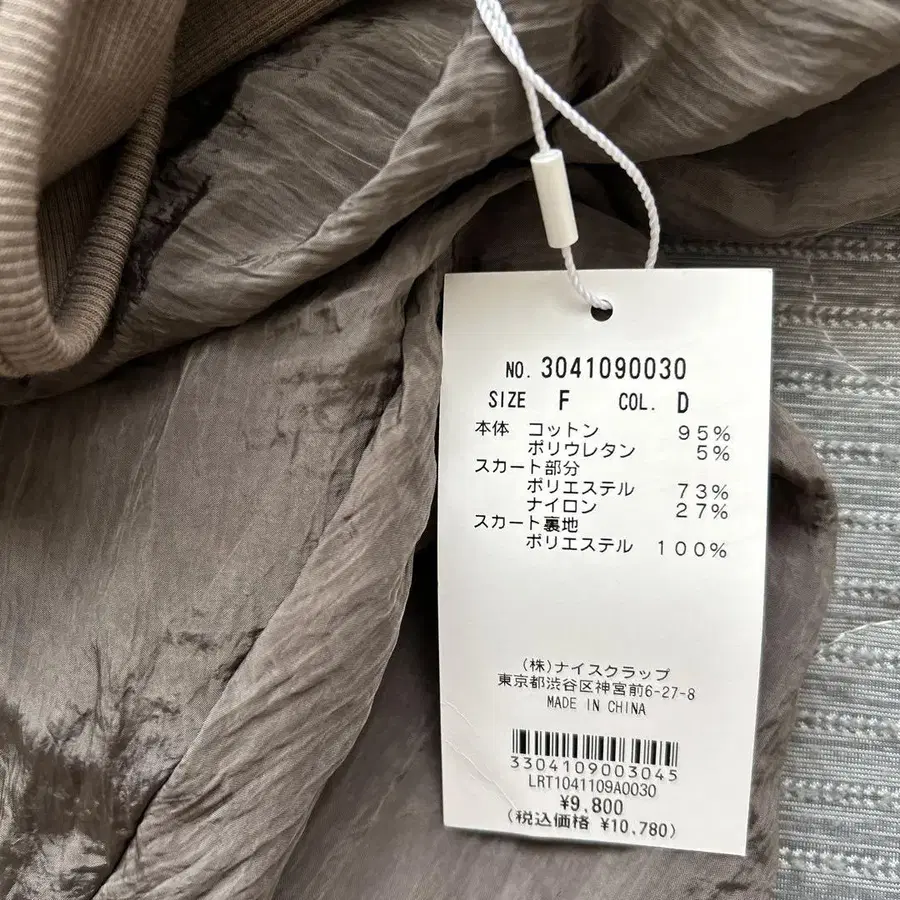 NO. 3041090030
SIZE F COL. D
本体 コットン 95%
ポリウレタン 5%
スカート部分
ポリエステル 73%
ナイロン 27%
スカート裏地
ポリエステル 100%
(株)ナイスクラップ
東京都渋谷区神宮前6-27-8
MADE IN CHINA
3304109003045
LRT1041109A0030
¥9,800
(税込価格 ¥10,780)